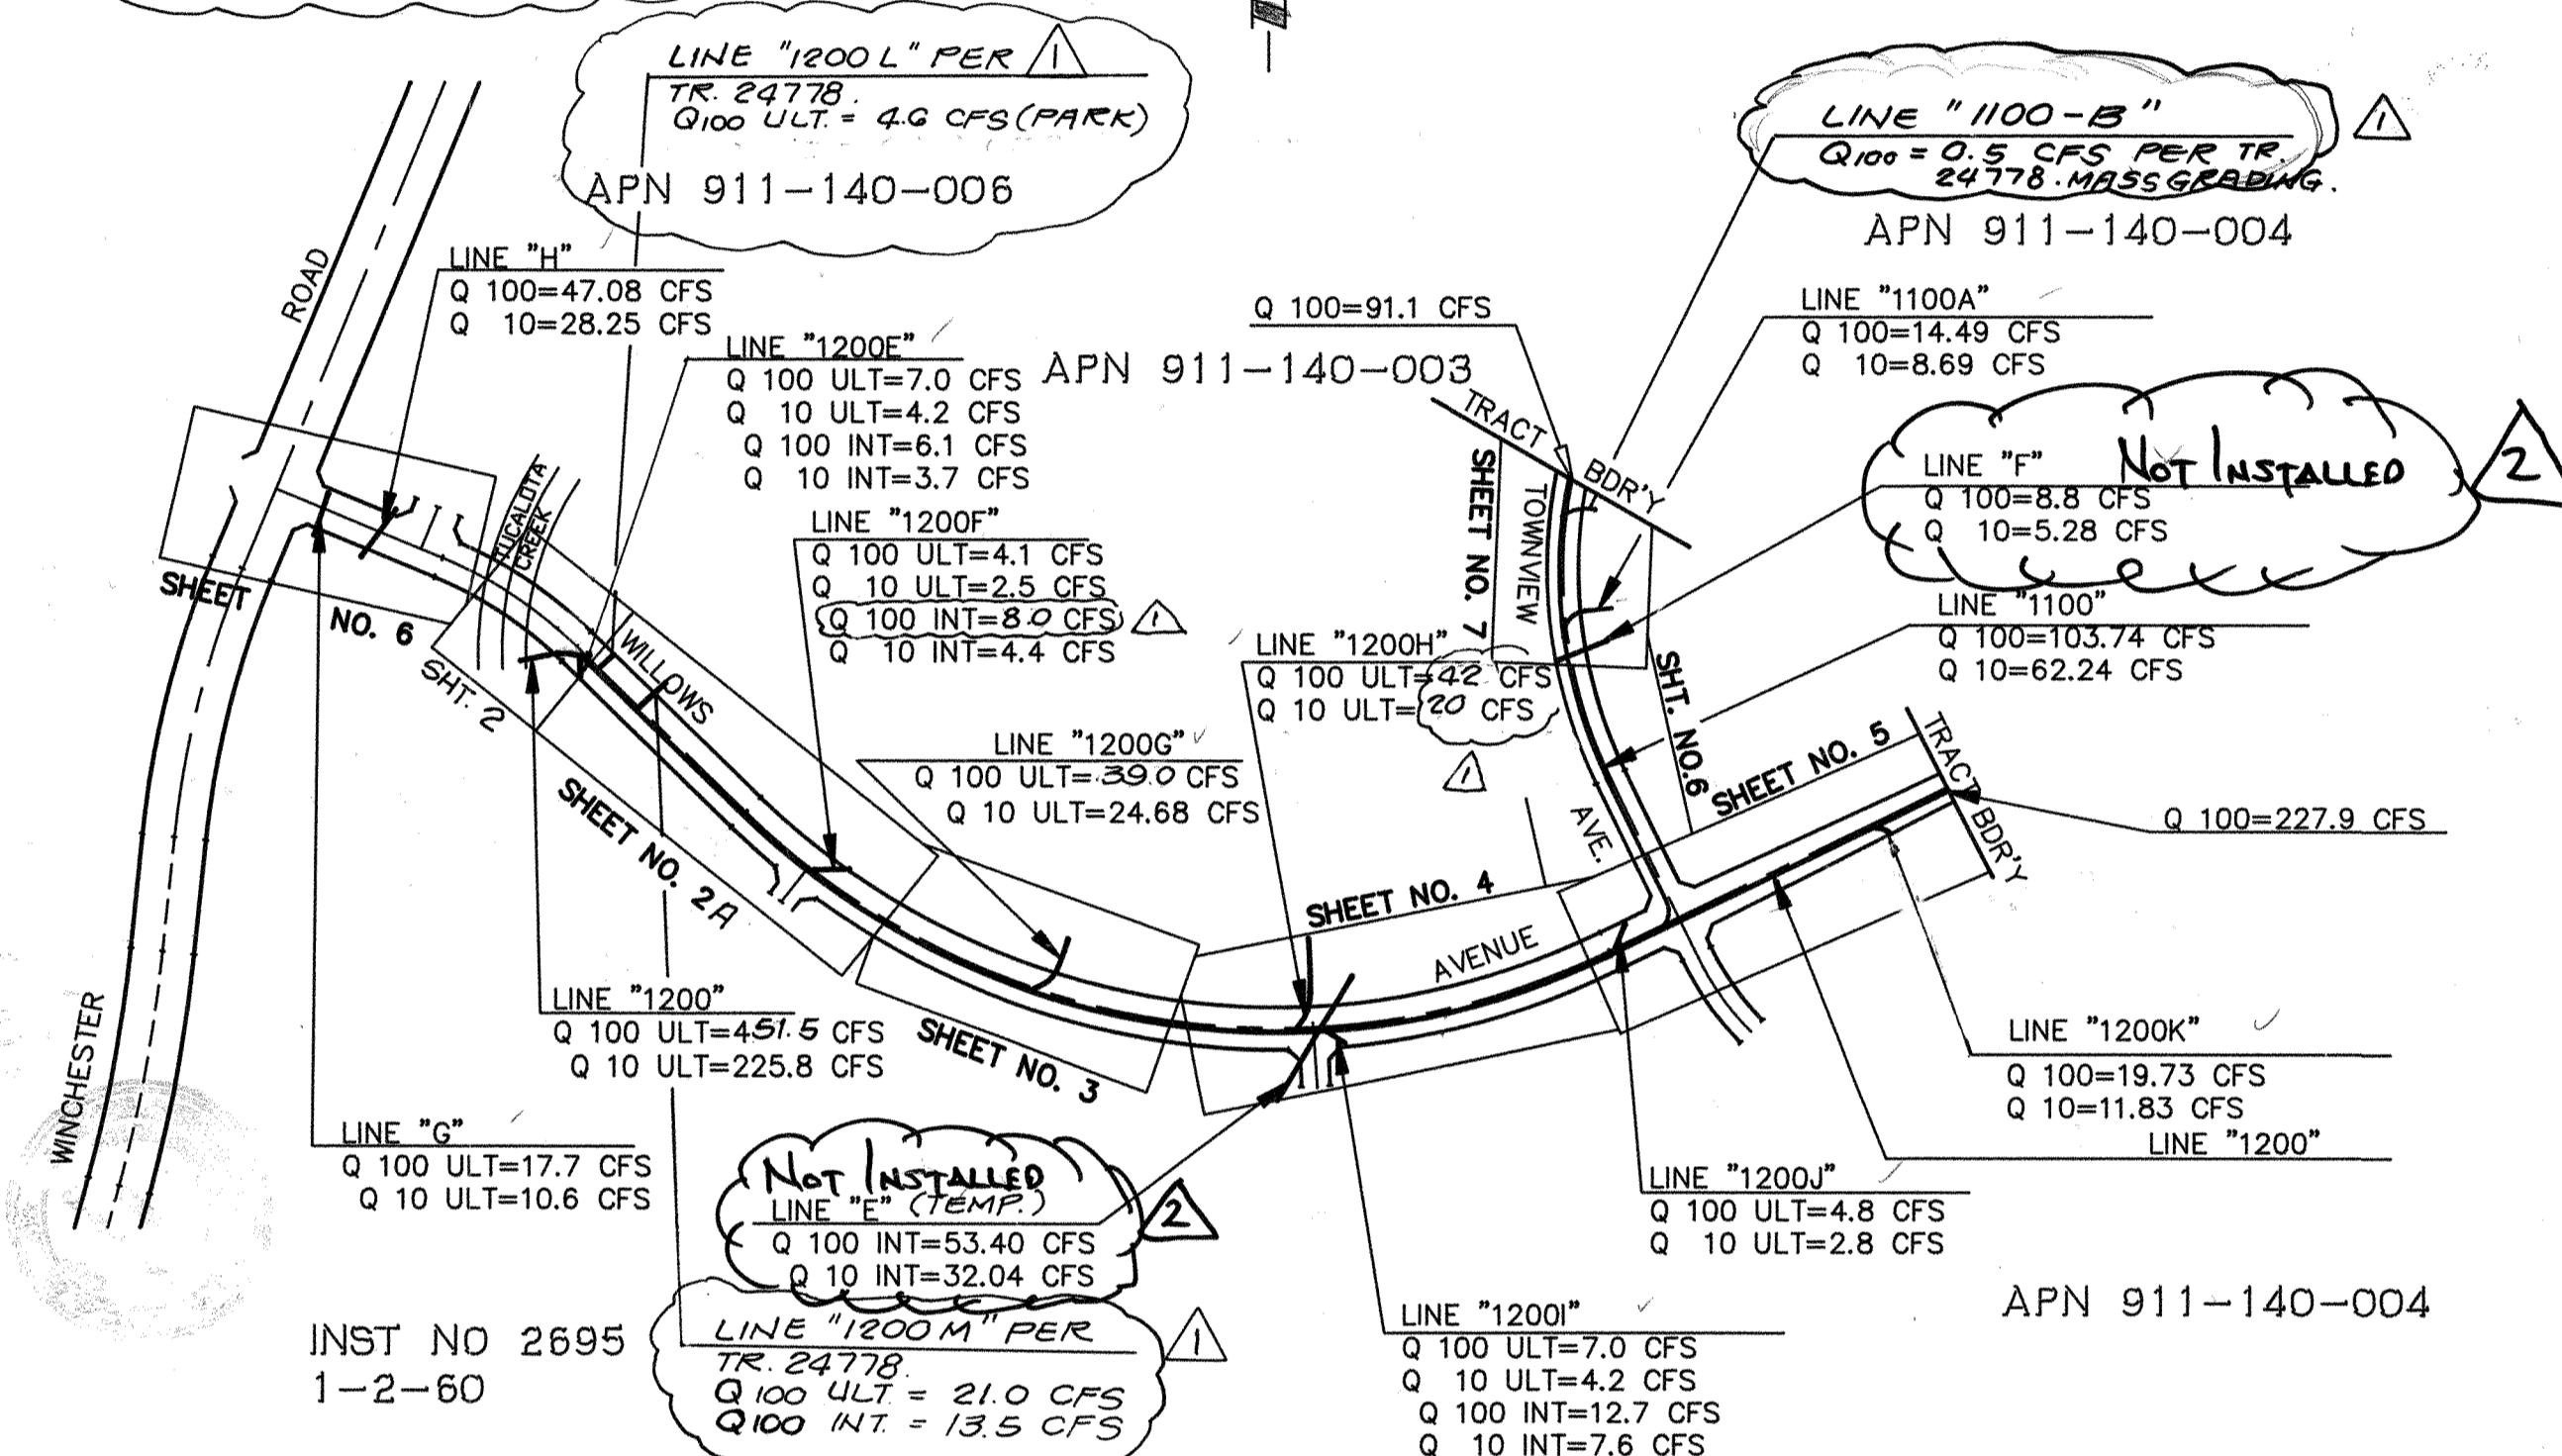 LINE "1200 L" PER 1
TR. 24778.
Q100 ULT. = 4.6 CFS (PARK)
APN 911-140-006
LINE "1100-B" 1
Q100 = 0.5 CFS PER TR.
24778. MASS GRADING.
APN 911-140-004
ROAD
LINE "H"
Q 100=47.08 CFS
Q 10=28.25 CFS
LINE "1200E"
Q 100 ULT=7.0 CFS
Q 10 ULT=4.2 CFS
Q 100 INT=6.1 CFS
Q 10 INT=3.7 CFS
APN 911-140-003
Q 100=91.1 CFS
LINE "1100A"
Q 100=14.49 CFS
Q 10=8.69 CFS
TRACT BDR'Y
SHEET NO. 7
TOWNVIEW
NOT INSTALLED
LINE "F"
Q 100=8.8 CFS
Q 10=5.28 CFS
2
TUCALOTA
CREEK
LINE "1200F"
Q 100 ULT=4.1 CFS
Q 10 ULT=2.5 CFS
Q 100 INT=8.0 CFS 1
Q 10 INT=4.4 CFS
SHEET NO. 6
SHT. 2
WILLOWS
LINE "1200H"
Q 100 ULT=42 CFS
Q 10 ULT=20 CFS
1
LINE "1100"
Q 100=103.74 CFS
Q 10=62.24 CFS
SHT. NO.6
SHEET NO. 5
TRACT BDR'Y
LINE "1200G"
Q 100 ULT=39.0 CFS
Q 10 ULT=24.68 CFS
AVE.
Q 100=227.9 CFS
SHEET NO. 2A
SHEET NO. 4
AVENUE
WINCHESTER
LINE "1200"
Q 100 ULT=451.5 CFS
Q 10 ULT=225.8 CFS
SHEET NO. 3
LINE "1200K"
Q 100=19.73 CFS
Q 10=11.83 CFS
LINE "1200"
LINE "G"
Q 100 ULT=17.7 CFS
Q 10 ULT=10.6 CFS
NOT INSTALLED
LINE "E" (TEMP.)
Q 100 INT=53.40 CFS
Q 10 INT=32.04 CFS
2
LINE "1200J"
Q 100 ULT=4.8 CFS
Q 10 ULT=2.8 CFS
APN 911-140-004
INST NO 2695
1-2-60
LINE "1200 M" PER 1
TR. 24778.
Q100 ULT. = 21.0 CFS
Q100 INT. = 13.5 CFS
LINE "1200I"
Q 100 ULT=7.0 CFS
Q 10 ULT=4.2 CFS
Q 100 INT=12.7 CFS
Q 10 INT=7.6 CFS